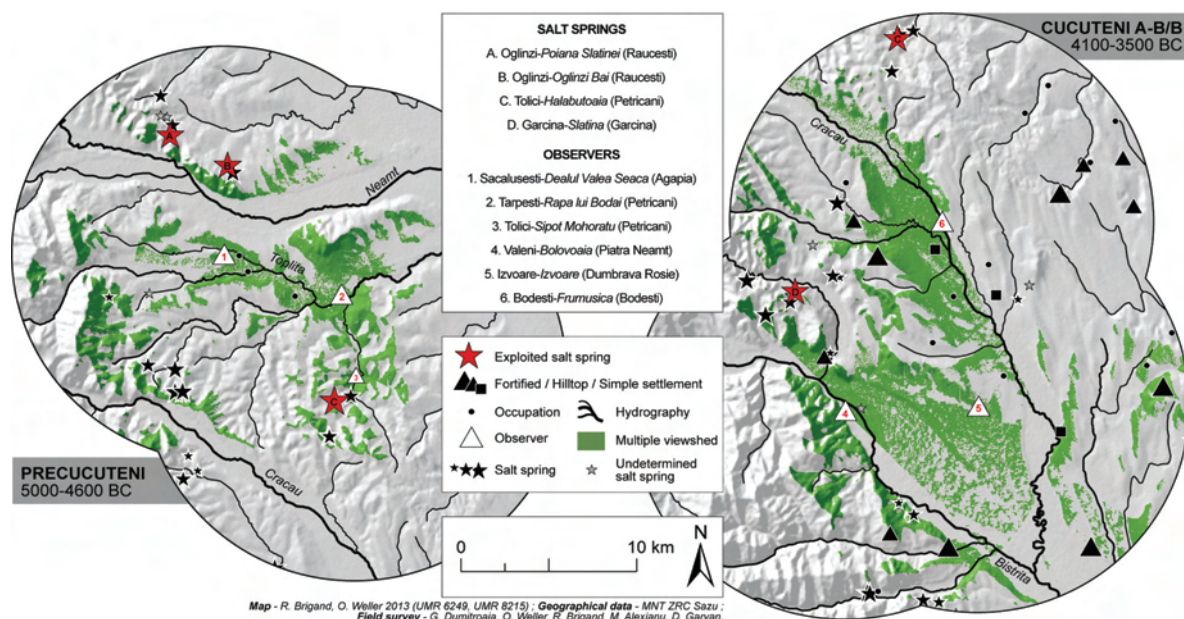 SALT SPRINGS
A. Oglinzi-Poiana Slatinei (Raucesti)
B. Oglinzi-Oglinzi Bai (Raucesti)
C. Tolici-Halabutoaia (Petricani)
D. Garcina-Slatina (Garcina)
OBSERVERS
1. Sacalusesti-Dealul Valea Seaca (Agapia)
2. Tarpesti-Rapa lui Bodai (Petricani)
3. Tolici-Sipot Mohoratu (Petricani)
4. Valeni-Bolovoaia (Piatra Neamt)
5. Izvoare-Izvoare (Dumbrava Rosie)
6. Bodesti-Frumusica (Bodesti)
Exploited salt spring
Fortified / Hilltop / Simple settlement
Occupation
Hydrography
Observer
Multiple viewshed
Salt spring
Undetermined
salt spring
0 10 km
N
PRECUCUTENI
5000-4600 BC
A
B
Neamt
1
Toplita
2
3
C
Cracau
CUCUTENI A-B/B
4100-3500 BC
C
Cracau
6
D
4
5
Bistrita
Map - R. Brigand, O. Weller 2013 (UMR 6249, UMR 8215) ; Geographical data - MNT ZRC Sazu ;
Field survey - G. Dumitroaia, O. Weller, R. Brigand, M. Alexianu, D. Garvan